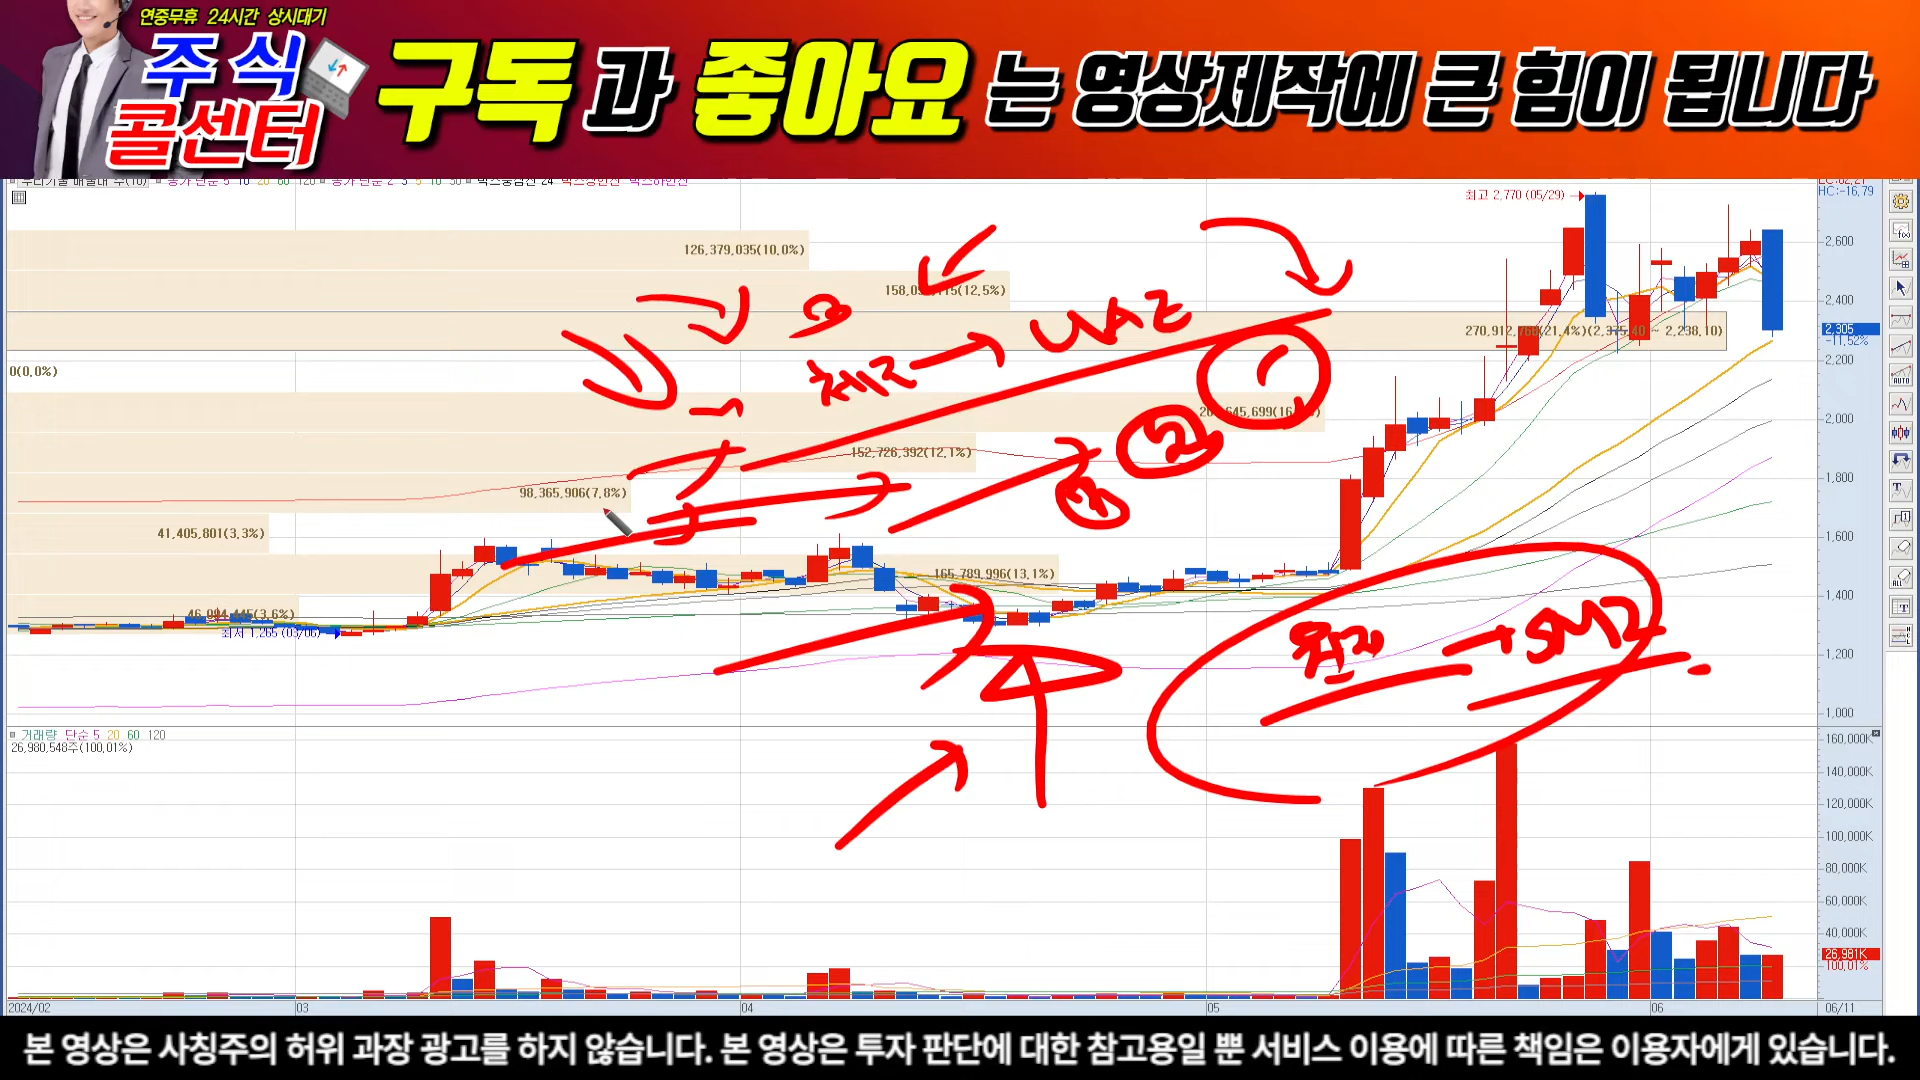 연중무휴 24시간 상시대기
주식
콜센터
구독과 좋아요는 영상제작에 큰 힘이 됩니다
HC:-16,79
최고 2,770 (05/29)
126,379,035(10,0%)
2,600
2,400
270,912,768(21,4%)(2,375,40 ~ 2,238,10)
2,305
-11,52%
0(0,0%)
2,200
2,000
152,726,392(12,1%)
98,365,906(7,8%)
1,800
41,405,801(3,3%)
1,600
165,789,996(13,1%)
1,400
46,094,445(3,6%)
최저 1,265 (03/06)
1,200
1,000
거래량 단순 5 20 60 120
26,980,548주(100,01%)
160,000K
140,000K
120,000K
100,000K
80,000K
60,000K
40,000K
26,981K
100,01%
2024/02 03 04 05 06 06/11
본 영상은 사칭주의 허위 과장 광고를 하지 않습니다. 본 영상은 투자 판단에 대한 참고용일 뿐 서비스 이용에 따른 책임은 이용자에게 있습니다.